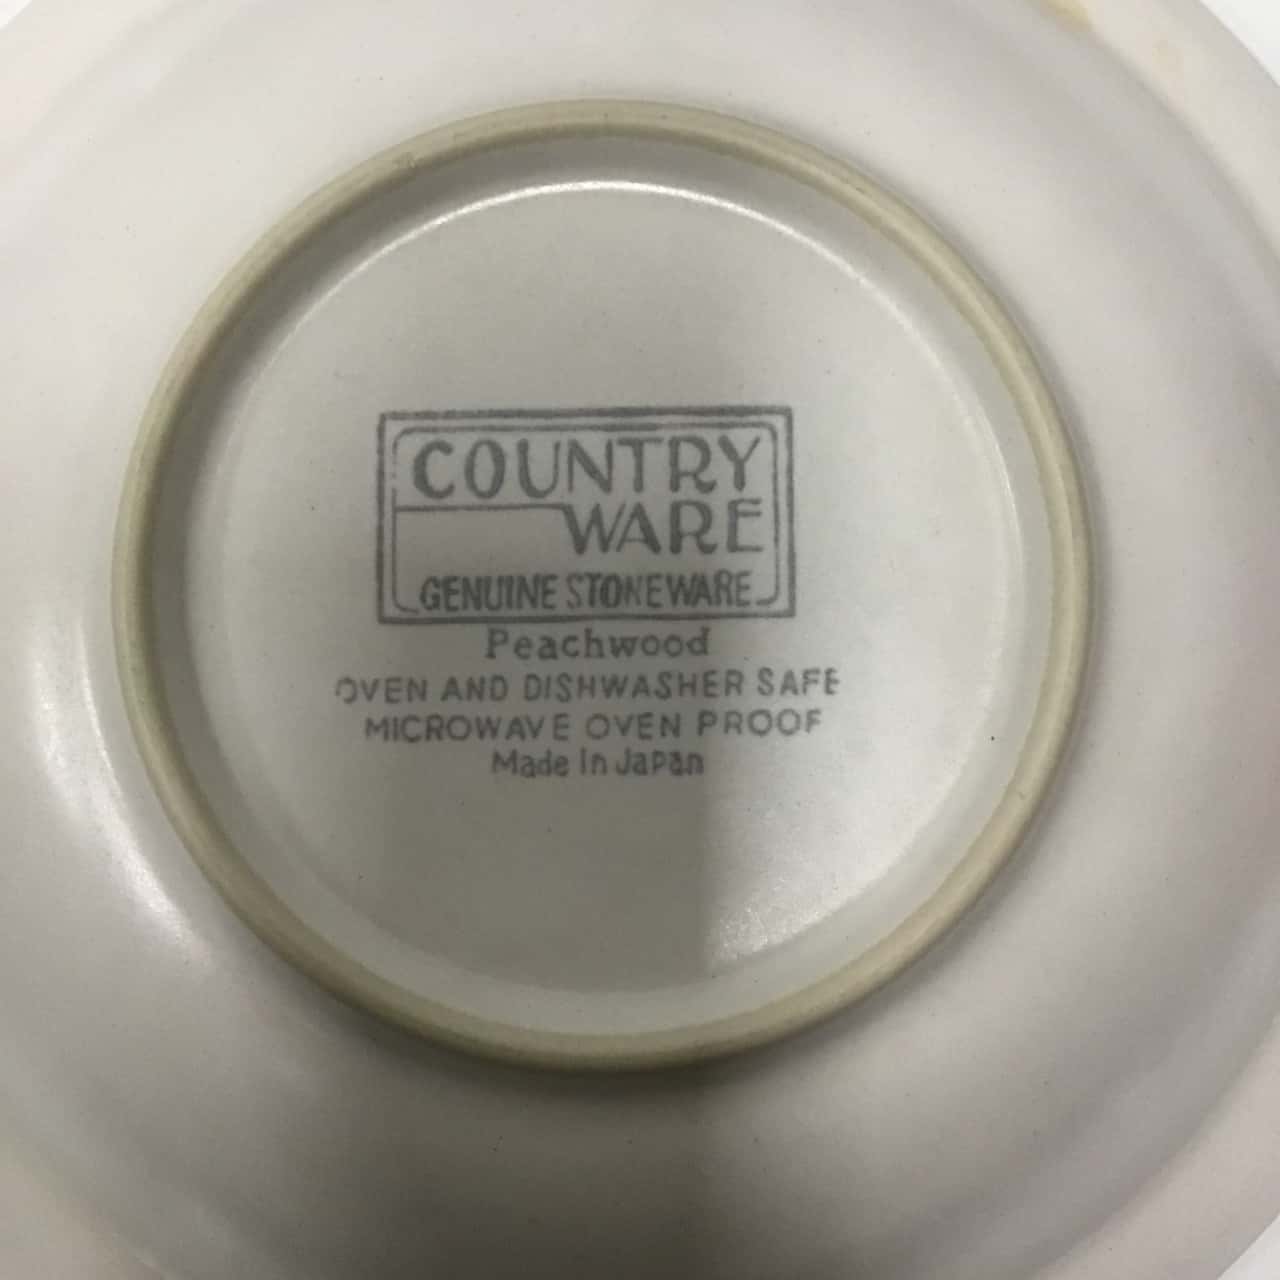 COUNTRY
WARE
GENUINE STONEWARE
Peachwood
OVEN AND DISHWASHER SAFE
MICROWAVE OVEN PROOF
Made in Japan